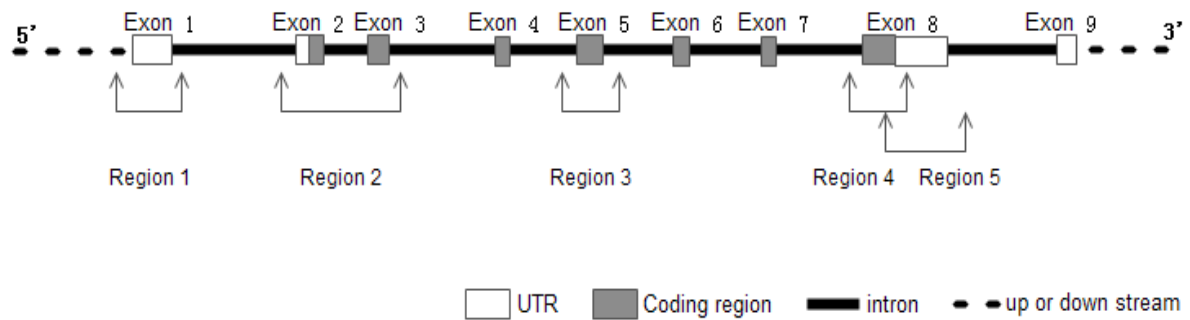 Exon 1 Exon 2 Exon 3 Exon 4 Exon 5 Exon 6 Exon 7 Exon 8 Exon 9
5' 3'
Region 1 Region 2 Region 3 Region 4 Region 5
UTR Coding region intron up or down stream